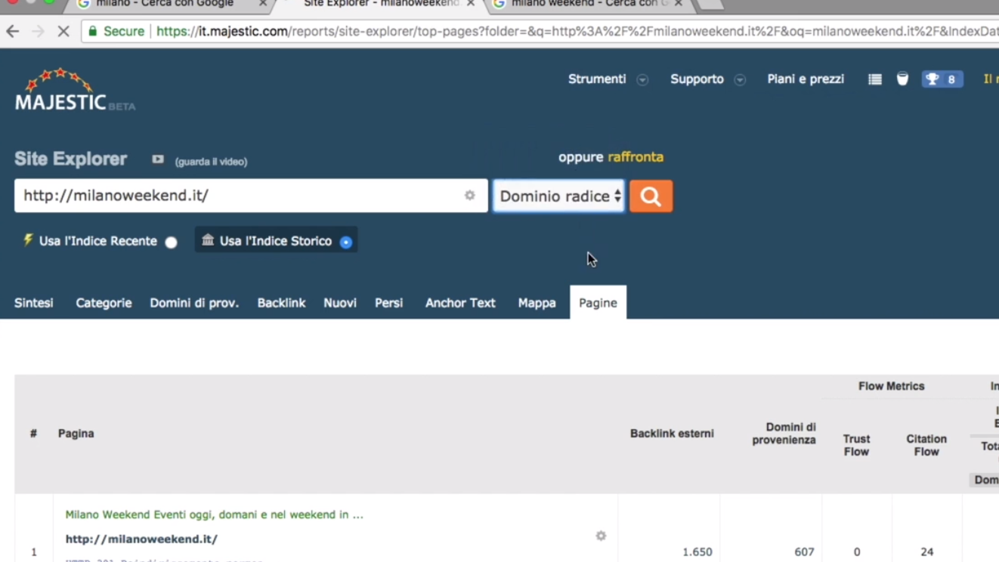 milano - Cerca con Google
Site Explorer - milanoweekend.
milano weekend - Cerca con G
Secure https://it.majestic.com/reports/site-explorer/top-pages?folder=&q=http%3A%2F%2Fmilanoweekend.it%2F&oq=milanoweekend.it%2F&IndexDat
MAJESTIC BETA
Strumenti
Supporto
Piani e prezzi
8
Il
Site Explorer
(guarda il video)
oppure raffronta
http://milanoweekend.it/
Dominio radice
Usa l'Indice Recente
Usa l'Indice Storico
Sintesi
Categorie
Domini di prov.
Backlink
Nuovi
Persi
Anchor Text
Mappa
Pagine
Flow Metrics
#
Pagina
Backlink esterni
Domini di
provenienza
Trust
Flow
Citation
Flow
Milano Weekend Eventi oggi, domani e nel weekend in ...
http://milanoweekend.it/
1
1.650
607
0
24